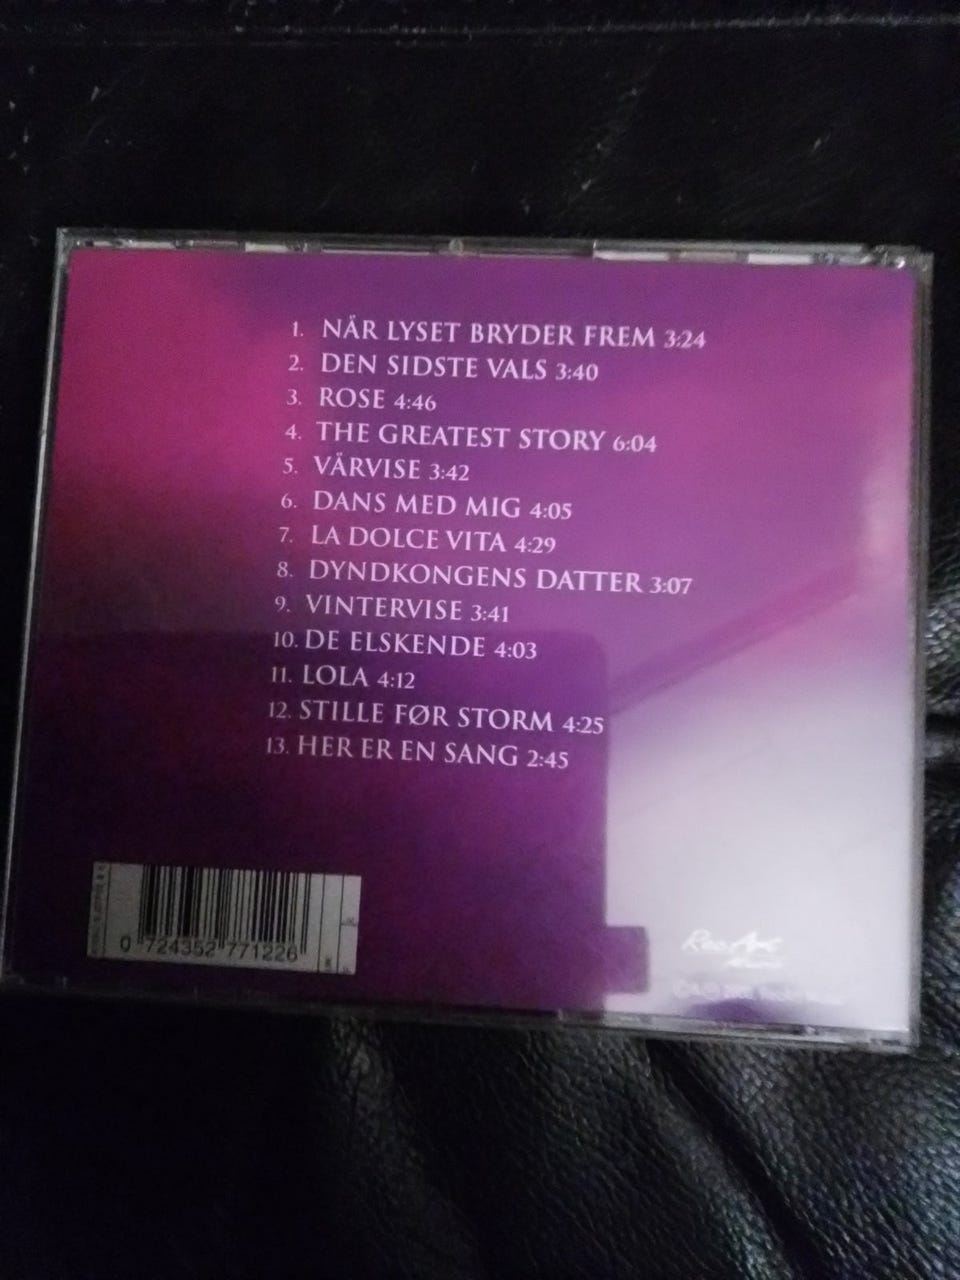 1. NÅR LYSET BRYDER FREM 3:24
2. DEN SIDSTE VALS 3:40
3. ROSE 4:46
4. THE GREATEST STORY 6:04
5. VÅRVISE 3:42
6. DANS MED MIG 4:05
7. LA DOLCE VITA 4:29
8. DYNDKONGENS DATTER 3:07
9. VINTERVISE 3:41
10. DE ELSKENDE 4:03
11. LOLA 4:12
12. STILLE FØR STORM 4:25
13. HER ER EN SANG 2:45
0 724352 771226
RecArt